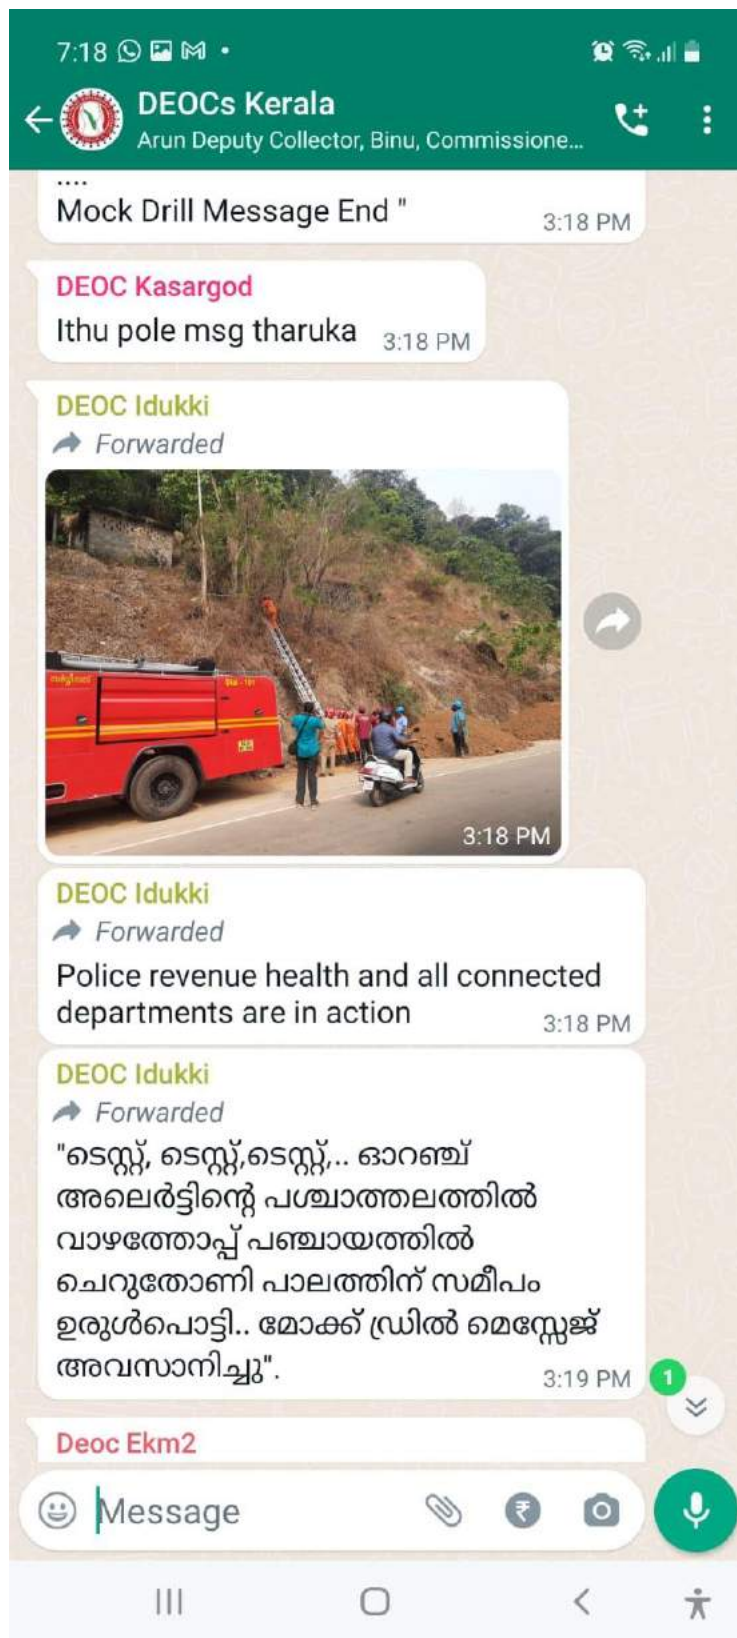 7:18
DEOCs Kerala
Arun Deputy Collector, Binu, Commissione...
....
Mock Drill Message End "
3:18 PM
DEOC Kasargod
Ithu pole msg tharuka
3:18 PM
DEOC Idukki
Forwarded
3:18 PM
DEOC Idukki
Forwarded
Police revenue health and all connected
departments are in action
3:18 PM
DEOC Idukki
Forwarded
"ടെസ്റ്റ്, ടെസ്റ്റ്,ടെസ്റ്റ്,.. ഓറഞ്ച്
അലെർട്ടിന്റെ പശ്ചാത്തലത്തിൽ
വാഴത്തോപ്പ് പഞ്ചായത്തിൽ
ചെറുതോണി പാലത്തിന് സമീപം
ഉരുൾപൊട്ടി.. മോക്ക് ഡ്രിൽ മെസ്സേജ്
അവസാനിച്ചു".
3:19 PM
1
Deoc Ekm2
Message